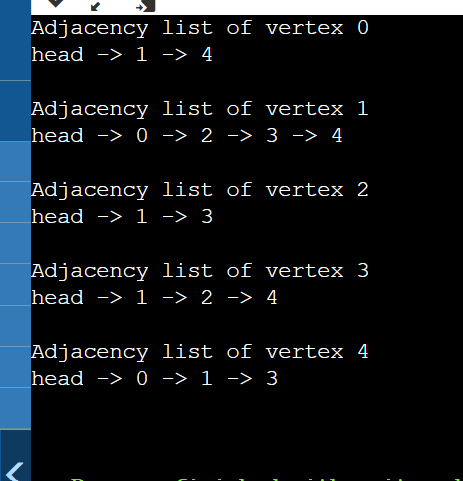 Adjacency list of vertex 0
head -> 1 -> 4
Adjacency list of vertex 1
head -> 0 -> 2 -> 3 -> 4
Adjacency list of vertex 2
head -> 1 -> 3
Adjacency list of vertex 3
head -> 1 -> 2 -> 4
Adjacency list of vertex 4
head -> 0 -> 1 -> 3